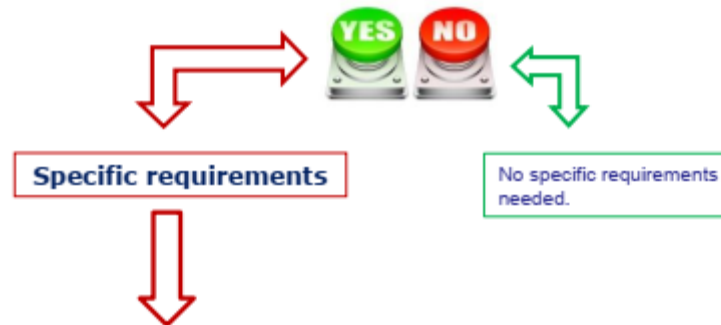 YES NO
Specific requirements
No specific requirements
needed.